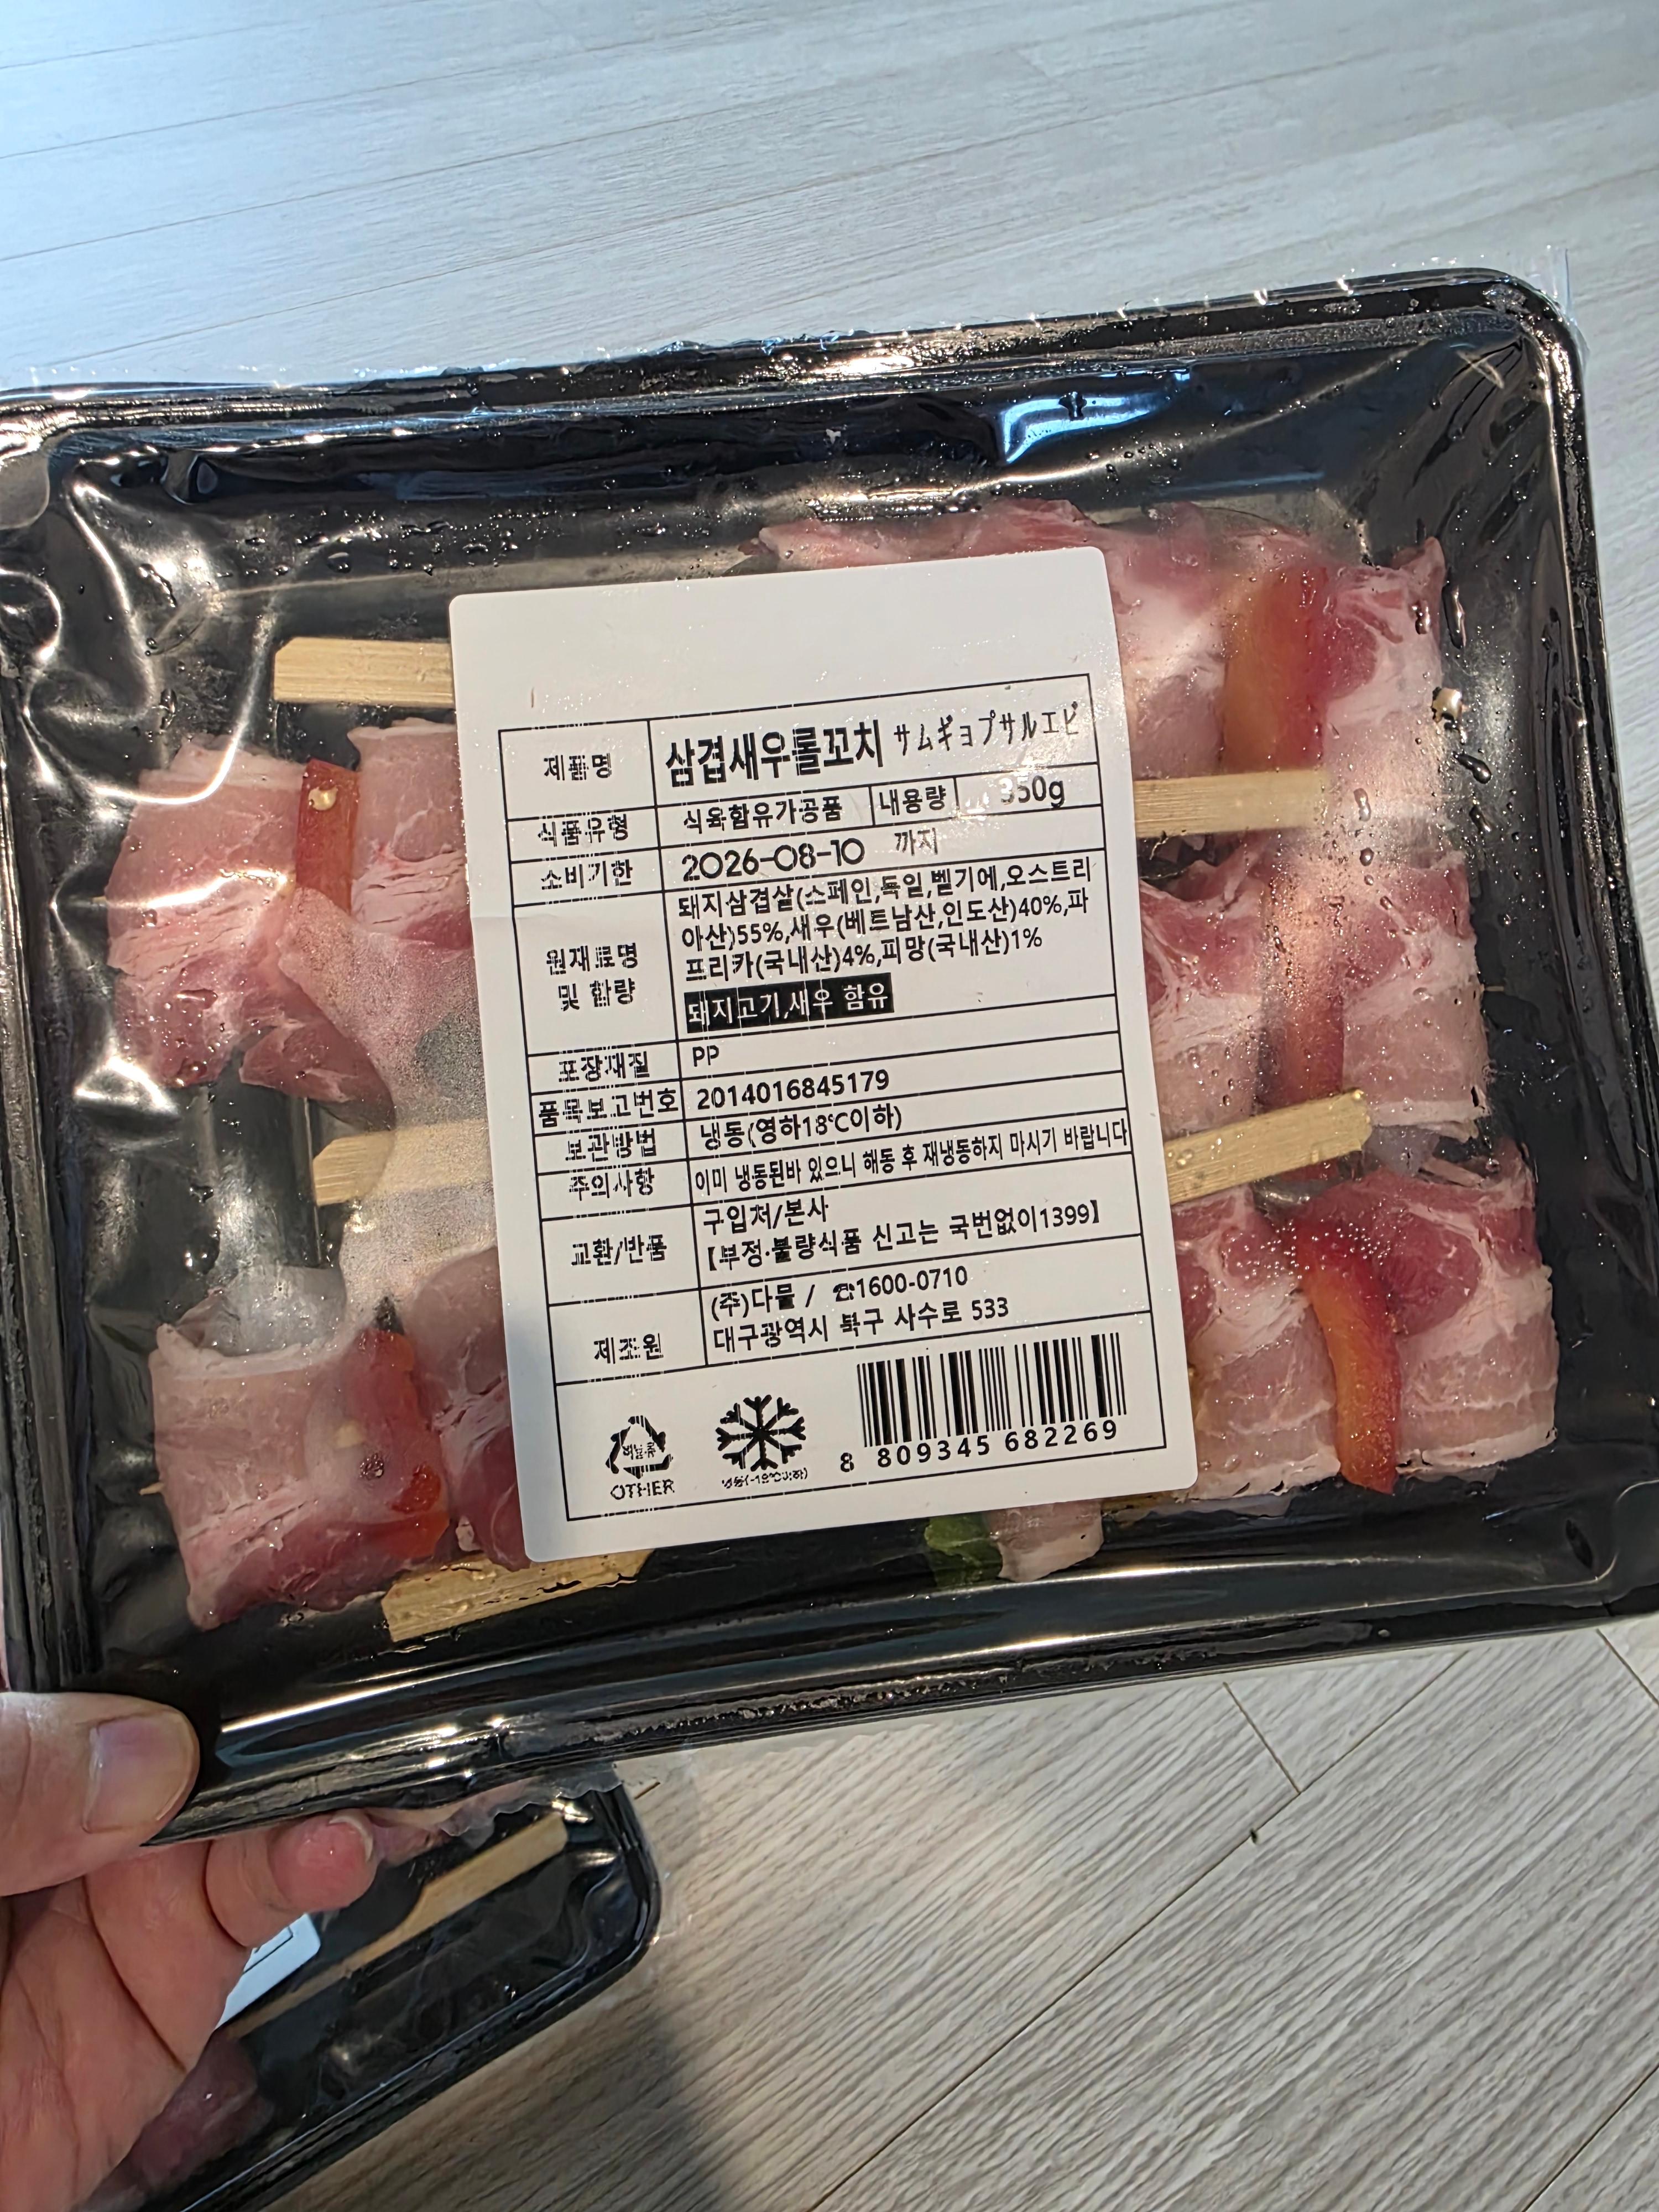 제품명 삼겹새우롤꼬치 サムギョプサルエビ
식품유형 식육함유가공품 내용량 350g
소비기한 2026-08-10 까지
원재료명 및 함량
돼지삼겹살(스페인,독일,벨기에,오스트리
아산)55%,새우(베트남산,인도산)40%,파
프리카(국내산)4%,피망(국내산)1%
돼지고기,새우 함유
포장재질 PP
품목보고번호 2014016845179
보관방법 냉동(영하18℃이하)
주의사항 이미 냉동된바 있으니 해동 후 재냉동하지 마시기 바랍니다
교환/반품
구입처/본사
【부정·불량식품 신고는 국번없이1399】
제조원
(주)다물 / ☎1600-0710
대구광역시 북구 사수로 533
비닐류
OTHER
냉동(-18℃이하)
8 809345 682269